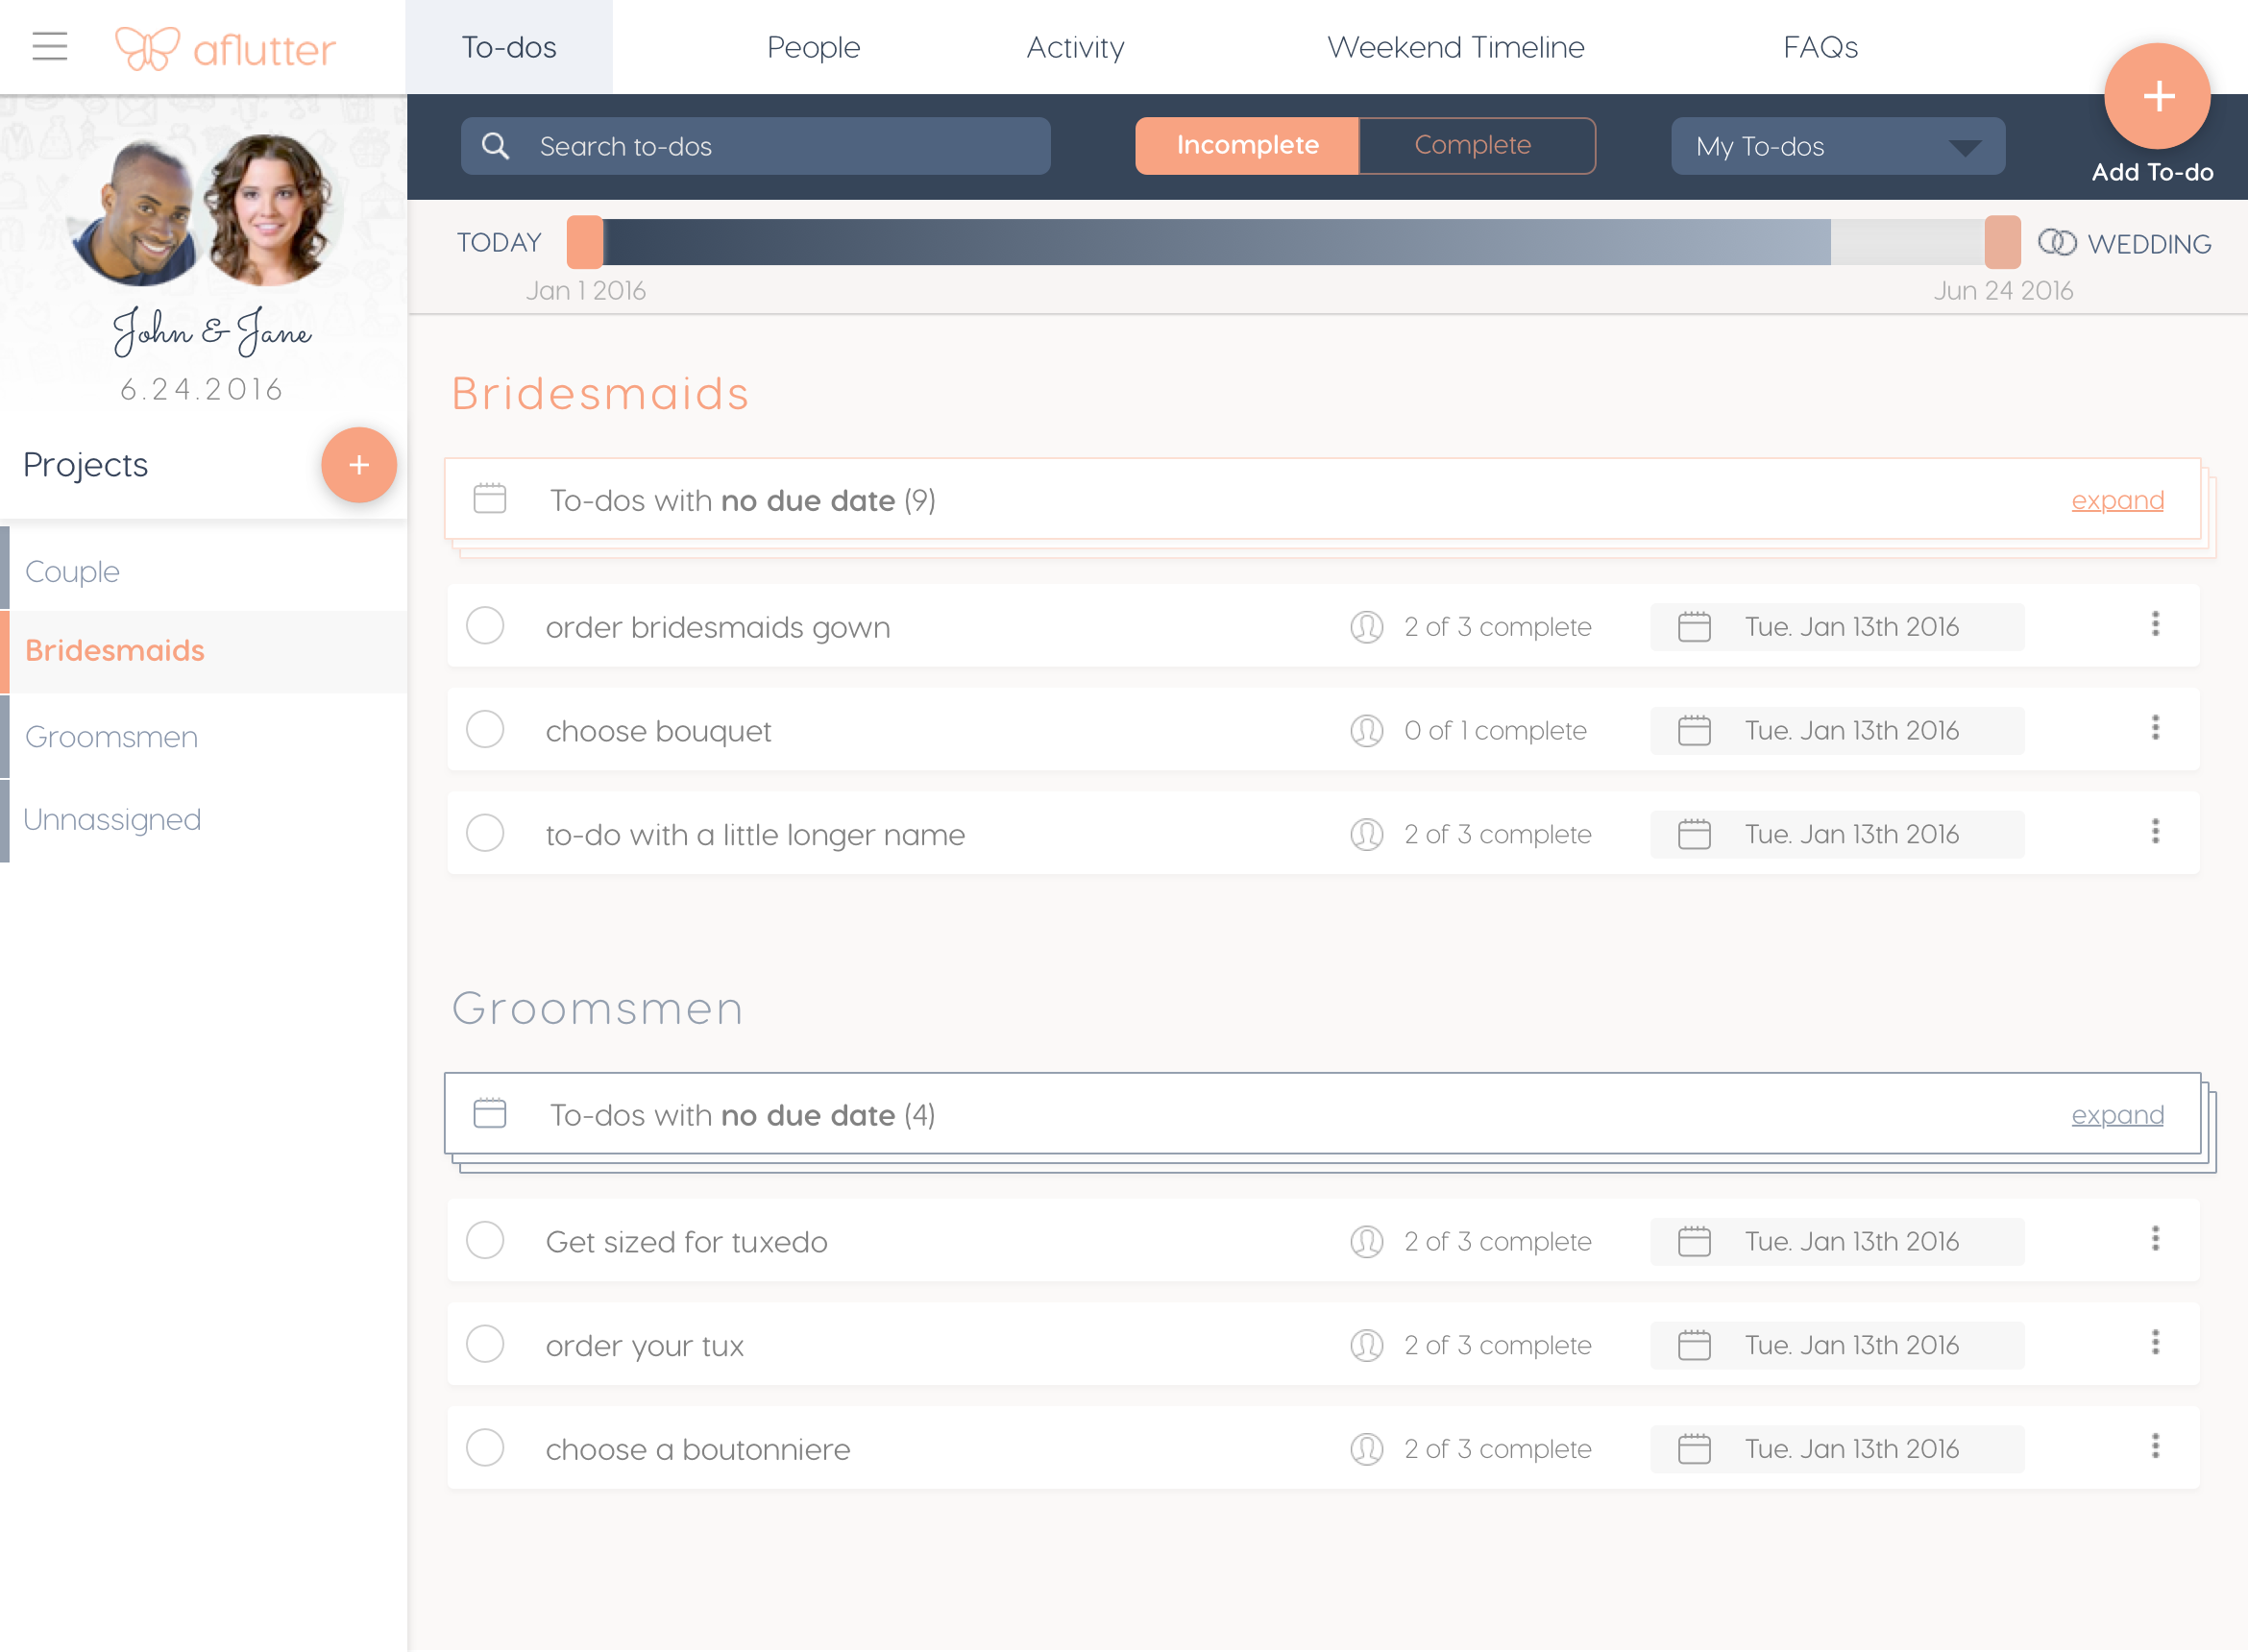 aflutter
To-dos
People
Activity
Weekend Timeline
FAQs
Search to-dos
Incomplete
Complete
My To-dos
+
Add To-do
TODAY
WEDDING
Jan 1 2016
Jun 24 2016
John & Jane
6.24.2016
Projects
+
Couple
Bridesmaids
Groomsmen
Unnassigned
Bridesmaids
To-dos with no due date (9)
expand
order bridesmaids gown
2 of 3 complete
Tue. Jan 13th 2016
choose bouquet
0 of 1 complete
Tue. Jan 13th 2016
to-do with a little longer name
2 of 3 complete
Tue. Jan 13th 2016
Groomsmen
To-dos with no due date (4)
expand
Get sized for tuxedo
2 of 3 complete
Tue. Jan 13th 2016
order your tux
2 of 3 complete
Tue. Jan 13th 2016
choose a boutonniere
2 of 3 complete
Tue. Jan 13th 2016